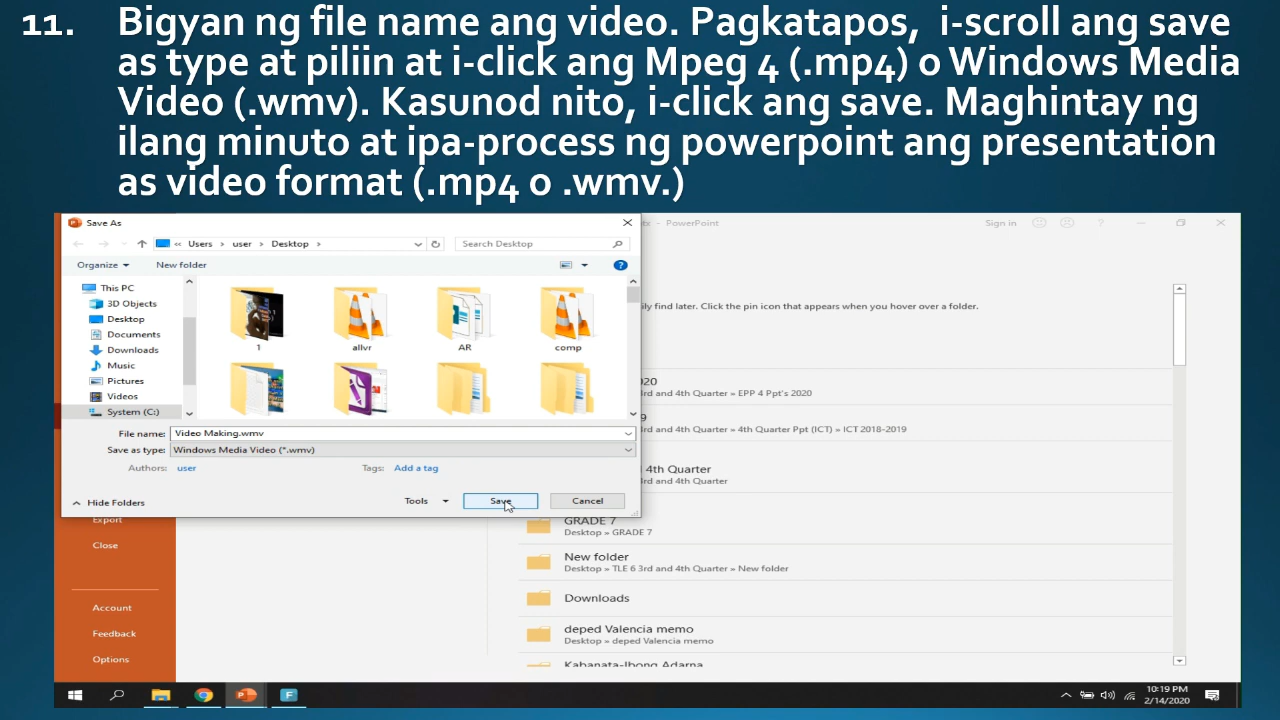 11. Bigyan ng file name ang video. Pagkatapos, i-scroll ang save
as type at piliin at i-click ang Mpeg 4 (.mp4) o Windows Media
Video (.wmv). Kasunod nito, i-click ang save. Maghintay ng
ilang minuto at ipa-process ng powerpoint ang presentation
as video format (.mp4 o .wmv.)
Save As
Users > user > Desktop >
Search Desktop
Organize
New folder
This PC
3D Objects
Desktop
Documents
Downloads
Music
Pictures
Videos
System (C:)
1
allvr
AR
comp
File name: Video Making.wmv
Save as type: Windows Media Video (*.wmv)
Authors: user
Tags: Add a tag
Hide Folders
Tools
Save
Cancel
- PowerPoint
Sign in
ily find later. Click the pin icon that appears when you hover over a folder.
020
3rd and 4th Quarter » EPP 4 Ppt's 2020
9
3rd and 4th Quarter » 4th Quarter Ppt (ICT) » ICT 2018-2019
4th Quarter
3rd and 4th Quarter
GRADE 7
Desktop » GRADE 7
New folder
Desktop » TLE 6 3rd and 4th Quarter » New folder
Downloads
deped Valencia memo
Desktop » deped Valencia memo
Kabanata-Ibong Adarna
Export
Close
Account
Feedback
Options
10:19 PM
2/14/2020